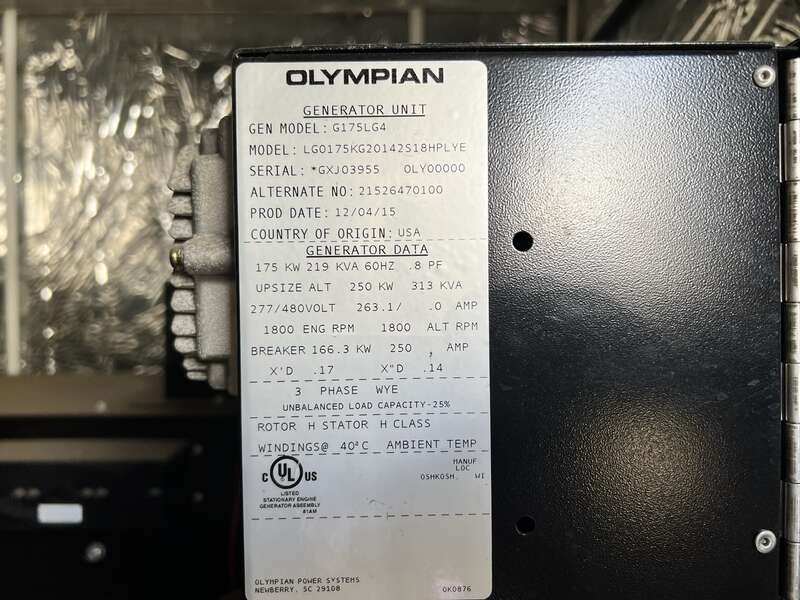 OLYMPIAN
GENERATOR UNIT
GEN MODEL: G175LG4
MODEL: LG0175KG20142S18HPLYE
SERIAL: *GXJ03955 OLY00000
ALTERNATE NO: 21526470100
PROD DATE: 12/04/15
COUNTRY OF ORIGIN: USA
GENERATOR DATA
175 KW 219 KVA 60HZ .8 PF
UPSIZE ALT 250 KW 313 KVA
277/480VOLT 263.1/ .0 AMP
1800 ENG RPM 1800 ALT RPM
BREAKER 166.3 KW 250 , AMP
X'D .17 X"D .14
3 PHASE WYE
UNBALANCED LOAD CAPACITY-25%
ROTOR H STATOR H CLASS
WINDINGS@ 40°C AMBIENT TEMP
C UL US
LISTED
STATIONARY ENGINE
GENERATOR ASSEMBLY
81AM
MANUF
LOC
OSHKOSH, WI
OLYMPIAN POWER SYSTEMS
NEWBERRY, SC 29108 0K0876